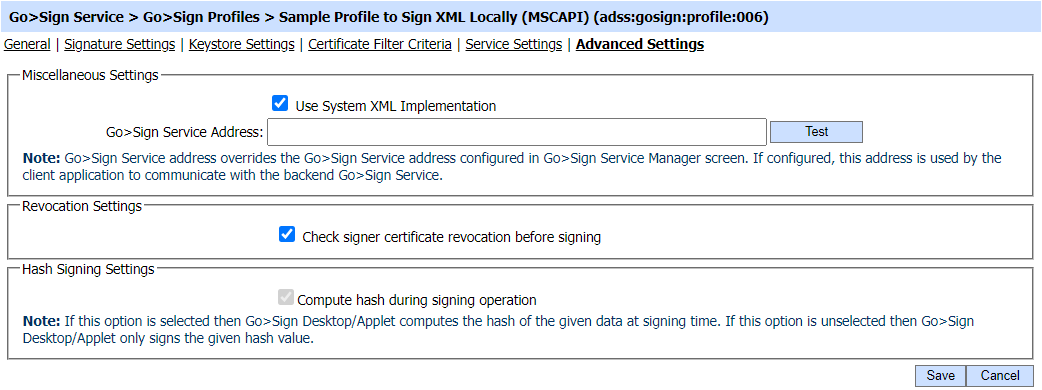 Go>Sign Service > Go>Sign Profiles > Sample Profile to Sign XML Locally (MSCAPI) (adss:gosign:profile:006)
General | Signature Settings | Keystore Settings | Certificate Filter Criteria | Service Settings | Advanced Settings
Miscellaneous Settings
Use System XML Implementation
Go>Sign Service Address: Test
Note: Go>Sign Service address overrides the Go>Sign Service address configured in Go>Sign Service Manager screen. If configured, this address is used by the
client application to communicate with the backend Go>Sign Service.
Revocation Settings
Check signer certificate revocation before signing
Hash Signing Settings
Compute hash during signing operation
Note: If this option is selected then Go>Sign Desktop/Applet computes the hash of the given data at signing time. If this option is unselected then Go>Sign
Desktop/Applet only signs the given hash value.
Save Cancel